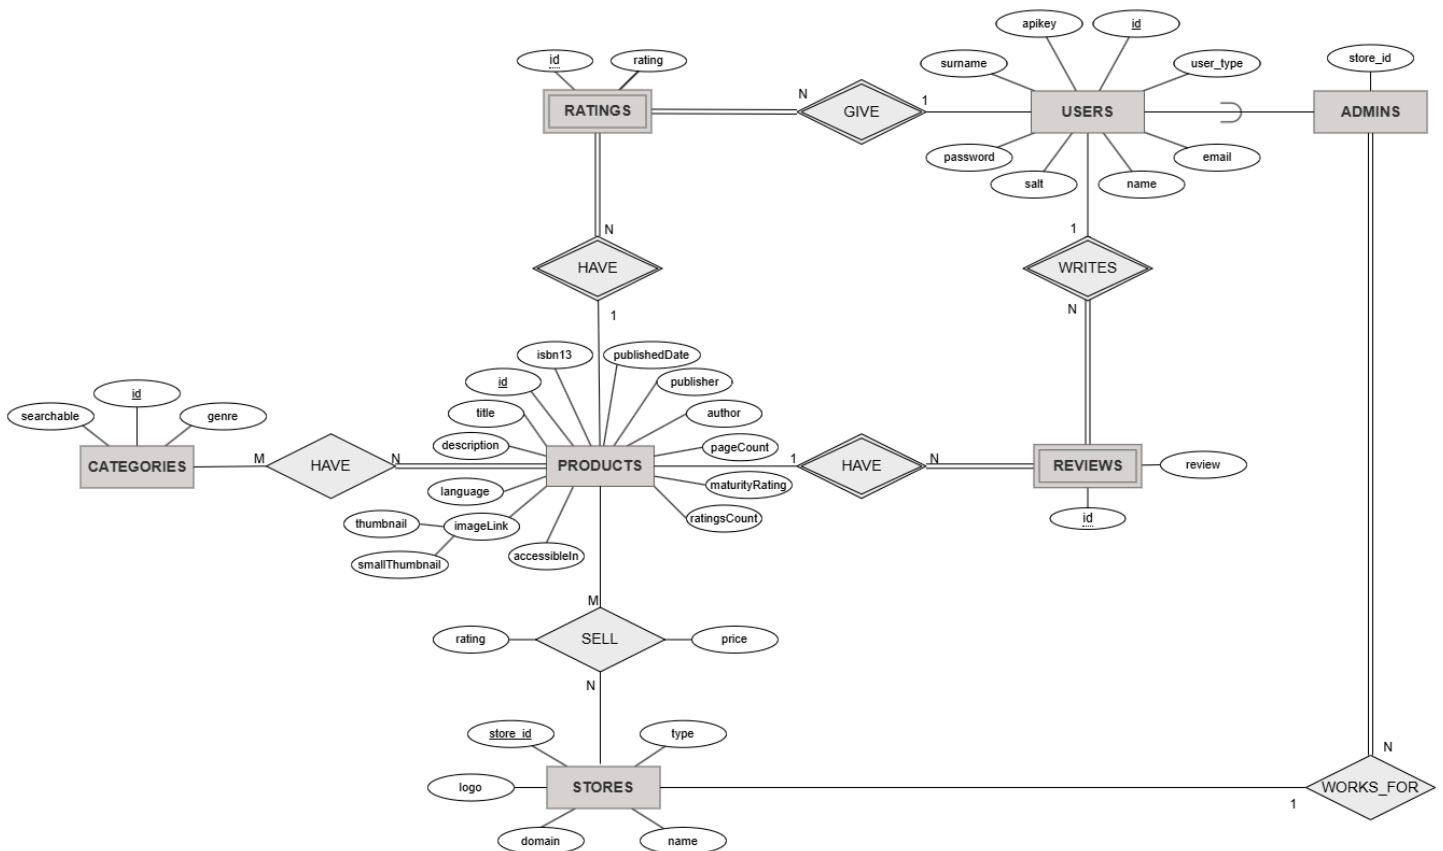 apikey
id
id
rating
surname
user_type
store_id
RATINGS
N
GIVE
1
USERS
ADMINS
password
email
salt
name
N
1
HAVE
WRITES
1
N
isbn13
publishedDate
id
publisher
id
searchable
genre
title
author
description
pageCount
CATEGORIES
M
HAVE
N
PRODUCTS
1
HAVE
N
REVIEWS
review
language
maturityRating
thumbnail
imageLink
ratingsCount
id
smallThumbnail
accessibleIn
M
rating
SELL
price
N
store_id
type
N
logo
STORES
WORKS_FOR
1
domain
name